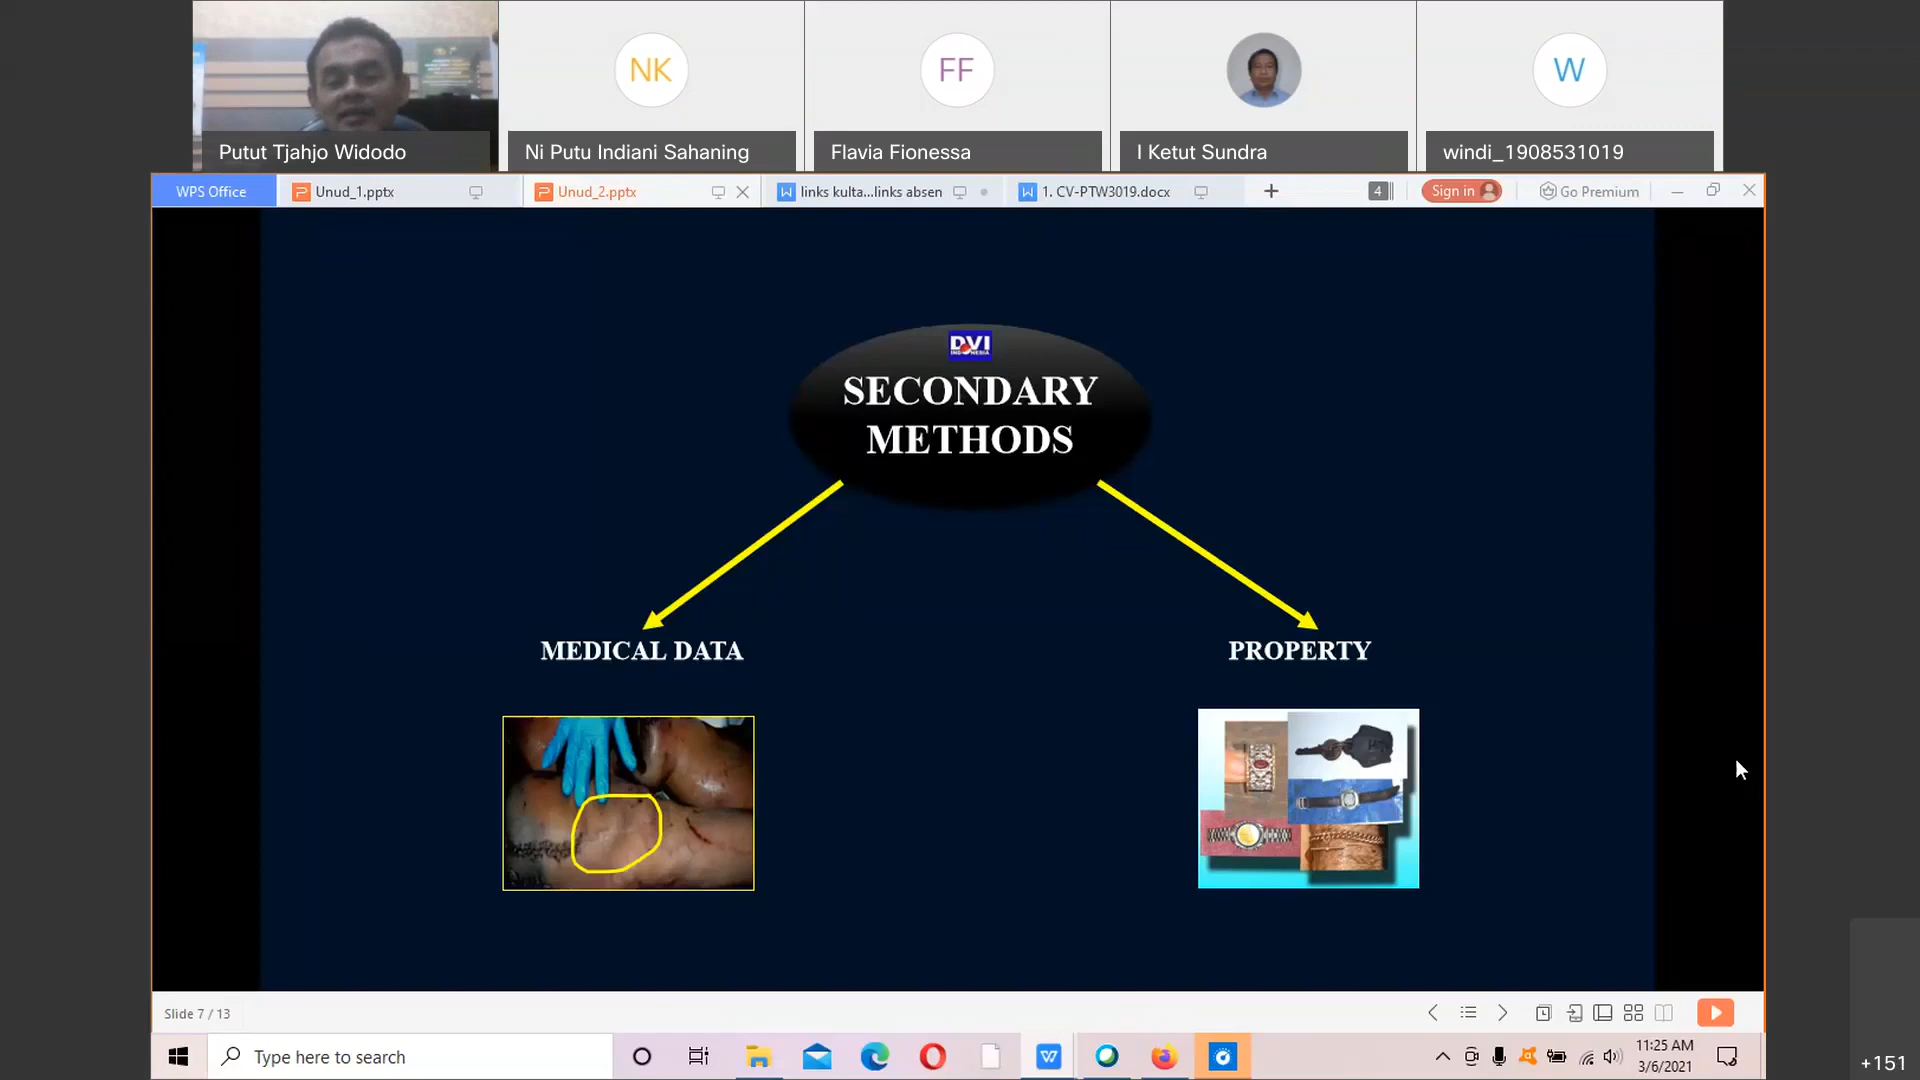 NK
FF
W
Putut Tjahjo Widodo
Ni Putu Indiani Sahaning
Flavia Fionessa
I Ketut Sundra
windi_1908531019
WPS Office
Unud_1.pptx
Unud_2.pptx
links kulta...links absen
1. CV-PTW3019.docx
4
Sign in
Go Premium
DVI
INDONESIA
SECONDARY
METHODS
MEDICAL DATA
PROPERTY
Slide 7 / 13
Type here to search
11:25 AM
3/6/2021
+151